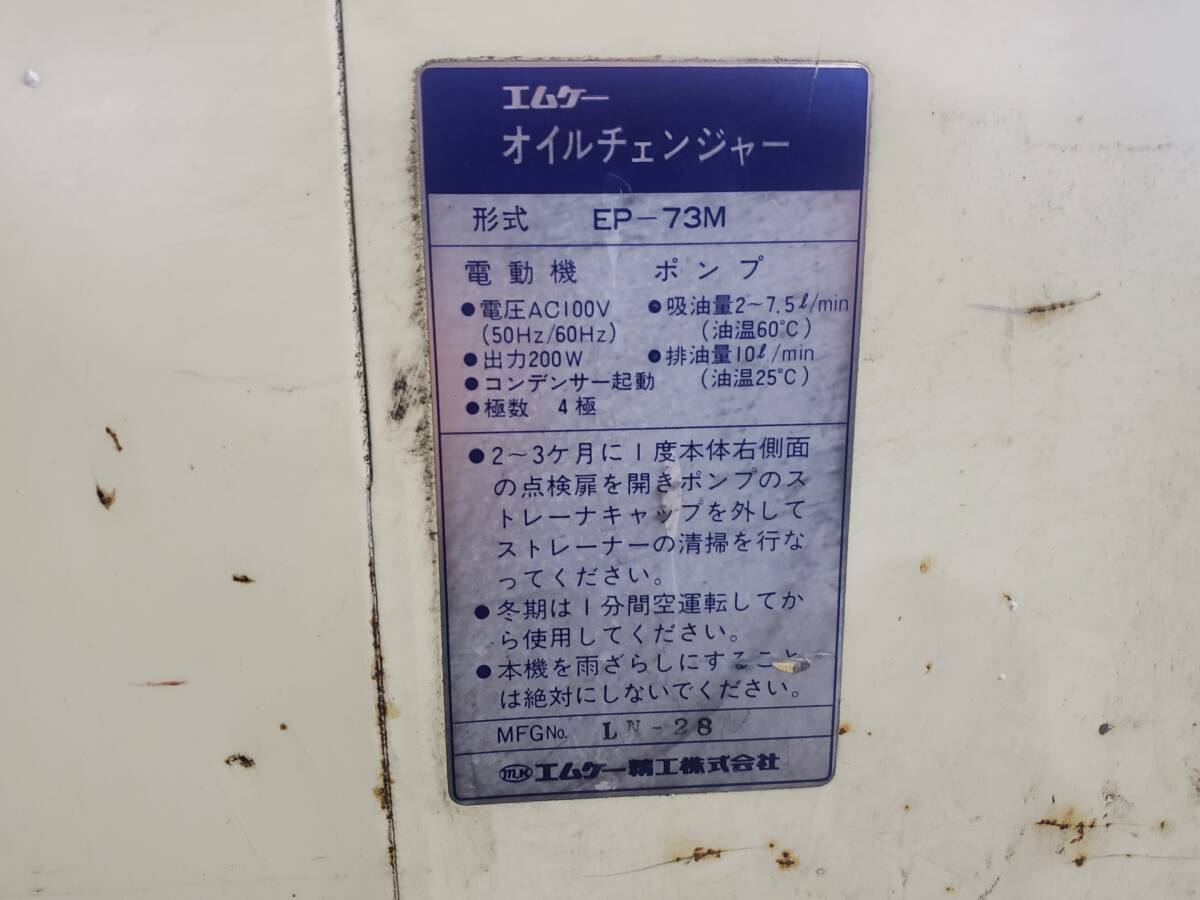 エムケー
オイルチェンジャー
形式 EP-73M
電動機
●電圧AC100V
(50Hz/60Hz)
●出力200W
●コンデンサー起動
●極数 4極
ポンプ
●吸油量2~7.5ℓ/min
(油温60℃)
●排油量10ℓ/min
(油温25℃)
●2~3ケ月に1度本体右側面
の点検扉を開きポンプのス
トレーナキャップを外して
ストレーナーの清掃を行な
ってください。
●冬期は1分間空運転してか
ら使用してください。
●本機を雨ざらしにすること
は絶対にしないでください。
MFGNo. LN-28
MK エムケー精工株式会社